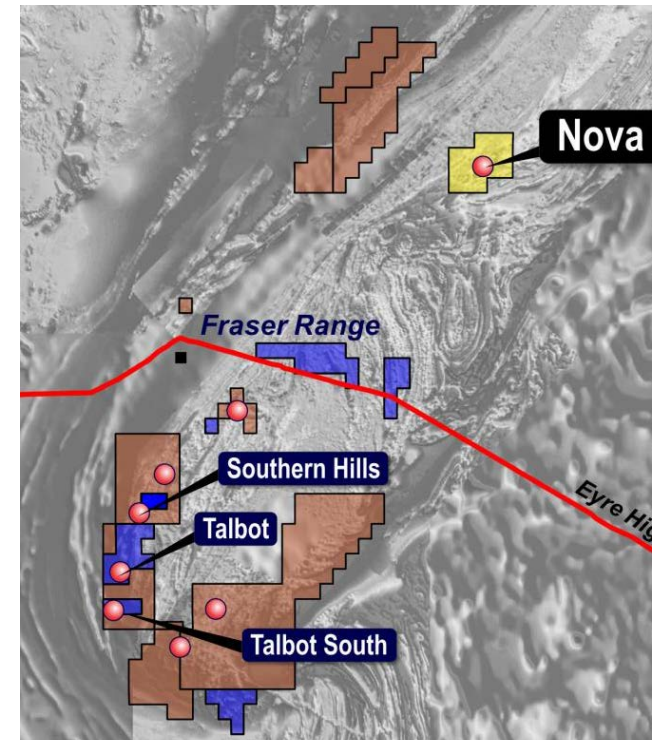 Nova
Fraser Range
Southern Hills
Eyre Hig
Talbot
Talbot South